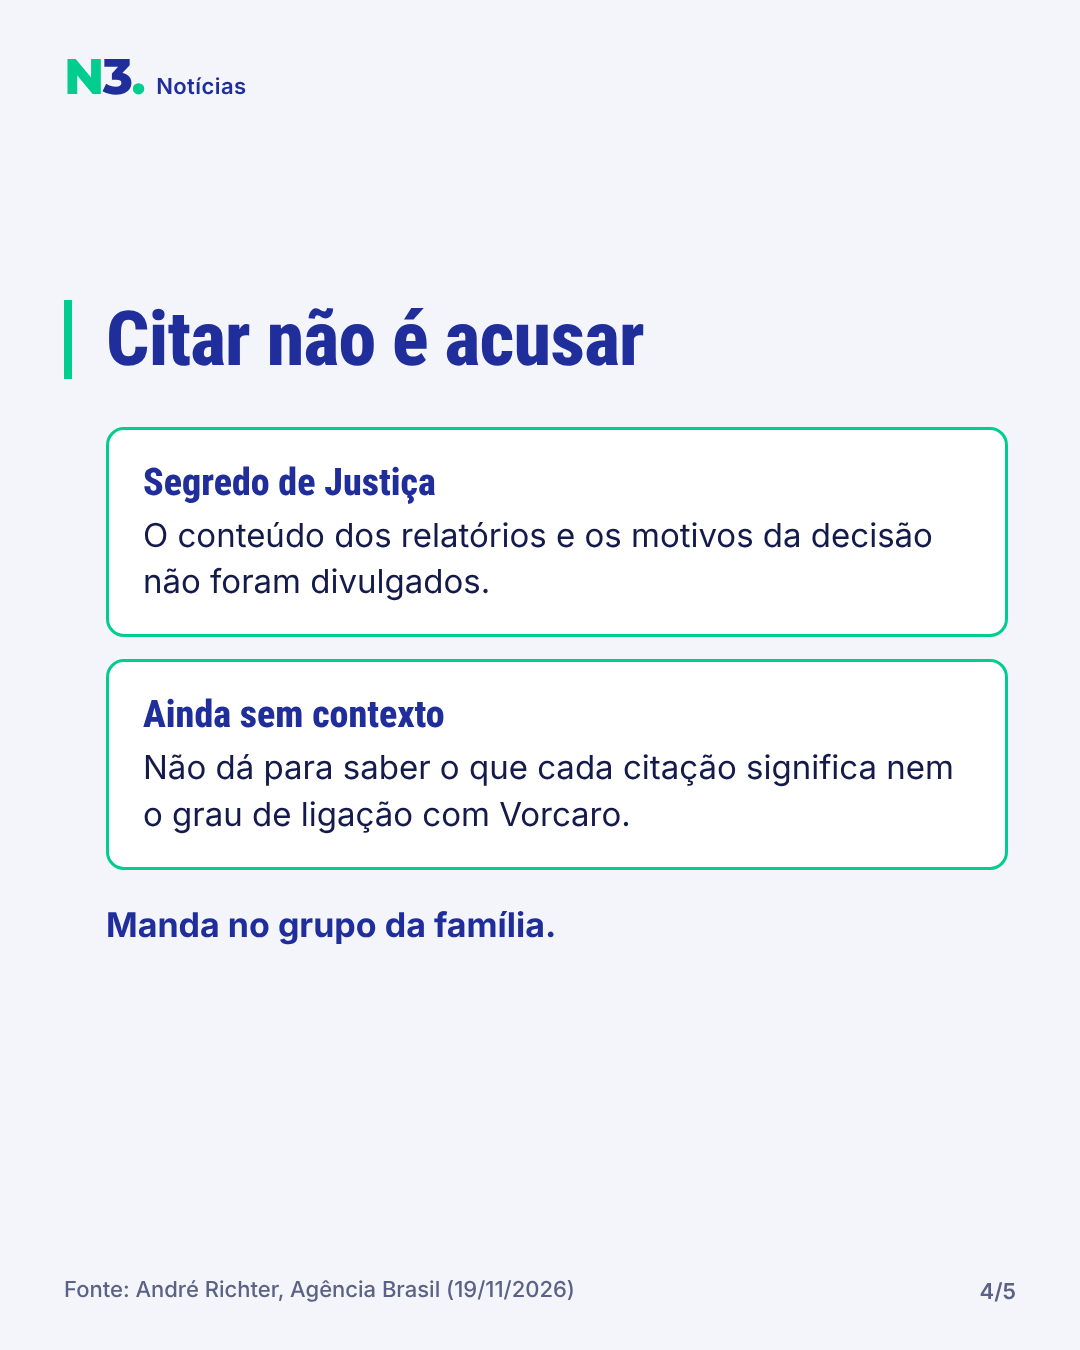 N3. Notícias
Citar não é acusar
Segredo de Justiça
O conteúdo dos relatórios e os motivos da decisão
não foram divulgados.
Ainda sem contexto
Não dá para saber o que cada citação significa nem
o grau de ligação com Vorcaro.
Manda no grupo da família.
Fonte: André Richter, Agência Brasil (19/11/2026)
4/5